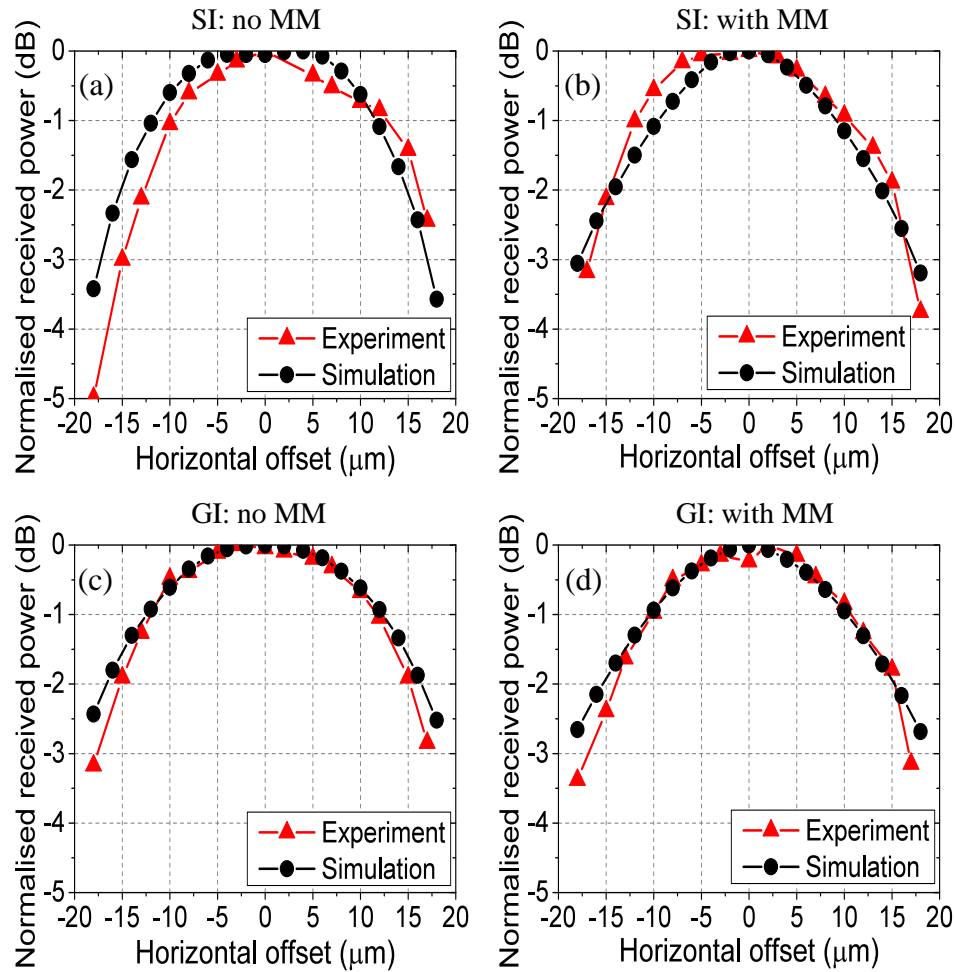 SI: no MM
(a)
Normalised received power (dB)
0
-1
-2
-3
-4
-5
-20 -15 -10 -5 0 5 10 15 20
Horizontal offset (μm)
Experiment
Simulation
SI: with MM
(b)
Normalised received power (dB)
0
-1
-2
-3
-4
-5
-20 -15 -10 -5 0 5 10 15 20
Horizontal offset (μm)
Experiment
Simulation
GI: no MM
(c)
Normalised received power (dB)
0
-1
-2
-3
-4
-5
-20 -15 -10 -5 0 5 10 15 20
Horizontal offset (μm)
Experiment
Simulation
GI: with MM
(d)
Normalised received power (dB)
0
-1
-2
-3
-4
-5
-20 -15 -10 -5 0 5 10 15 20
Horizontal offset (μm)
Experiment
Simulation